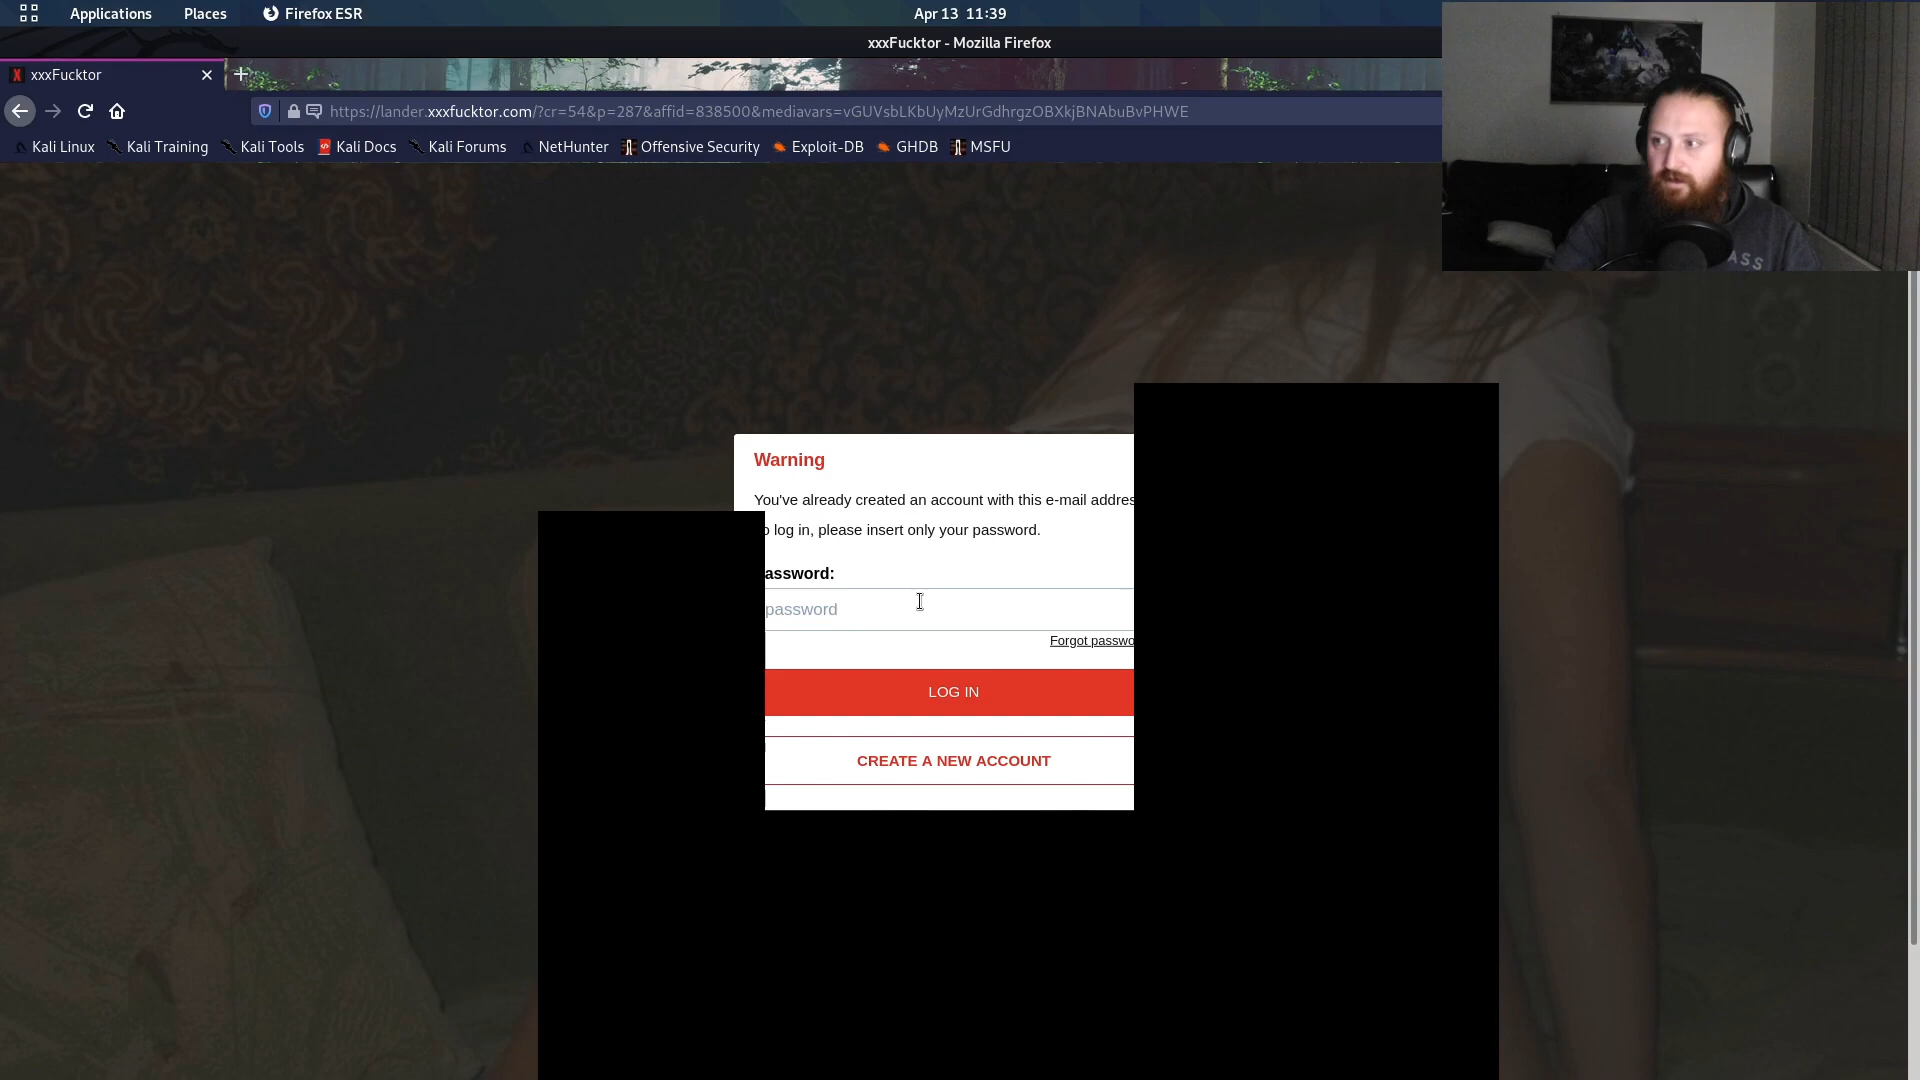 Applications Places Firefox ESR Apr 13 11:39
xxxFucktor - Mozilla Firefox
xxxFucktor
https://lander.xxxfucktor.com/?cr=54&p=287&affid=838500&mediavars=vGUVsbLKbUyMzUrGdhrgzOBXkjBNAbuBvPHWE
Kali Linux Kali Training Kali Tools Kali Docs Kali Forums NetHunter Offensive Security Exploit-DB GHDB MSFU
ASS
Warning
You've already created an account with this e-mail addres
o log in, please insert only your password.
assword:
password
Forgot passwo
LOG IN
CREATE A NEW ACCOUNT